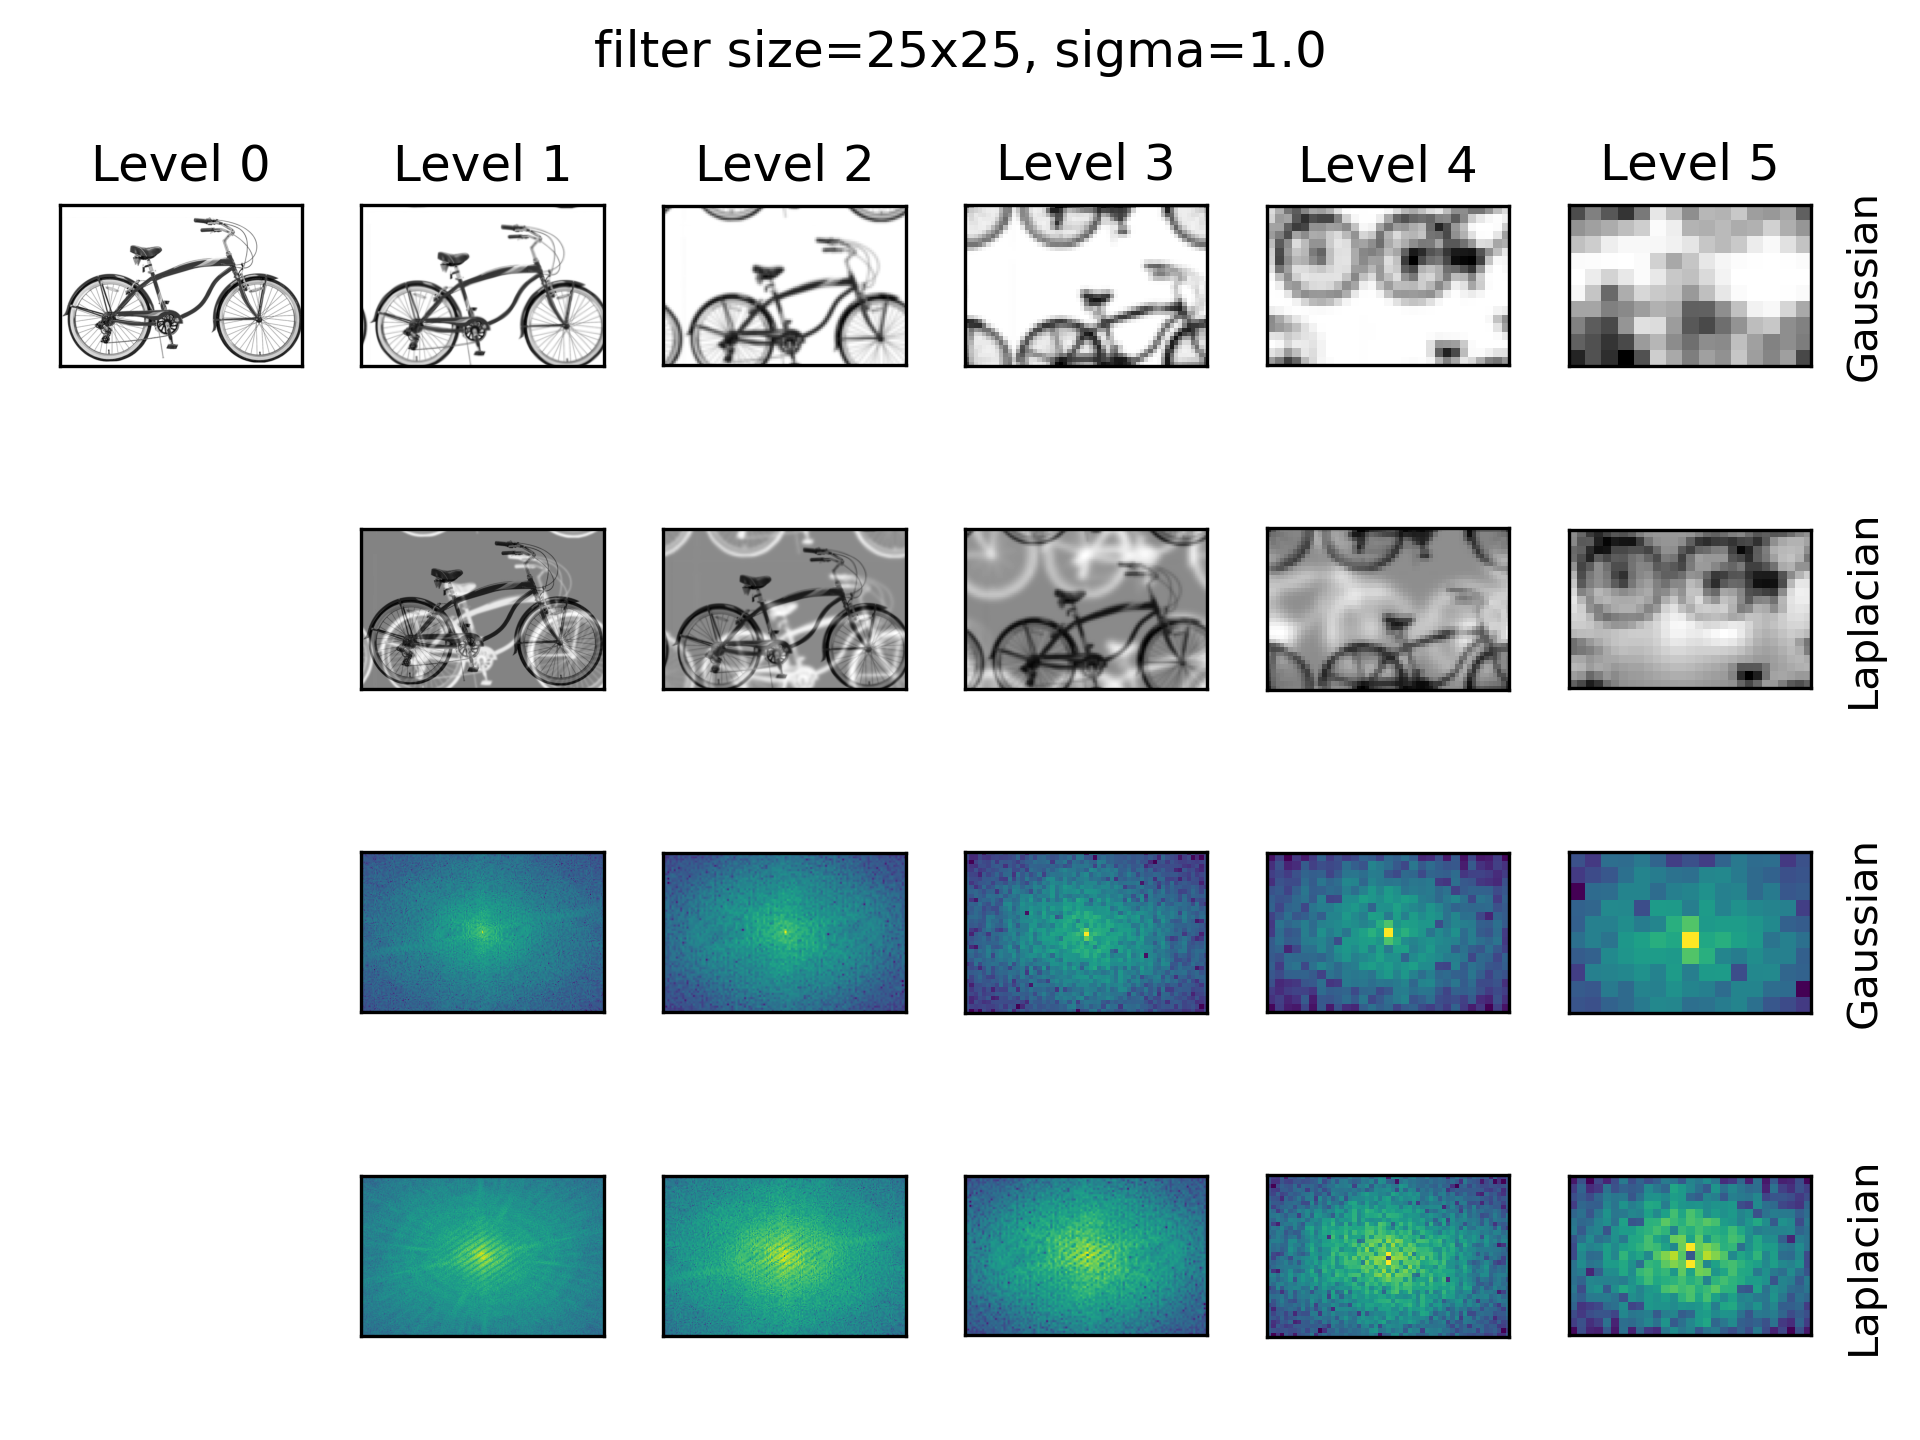 filter size=25x25, sigma=1.0
Level 0
Level 1
Level 2
Level 3
Level 4
Level 5
Gaussian
Laplacian
Gaussian
Laplacian